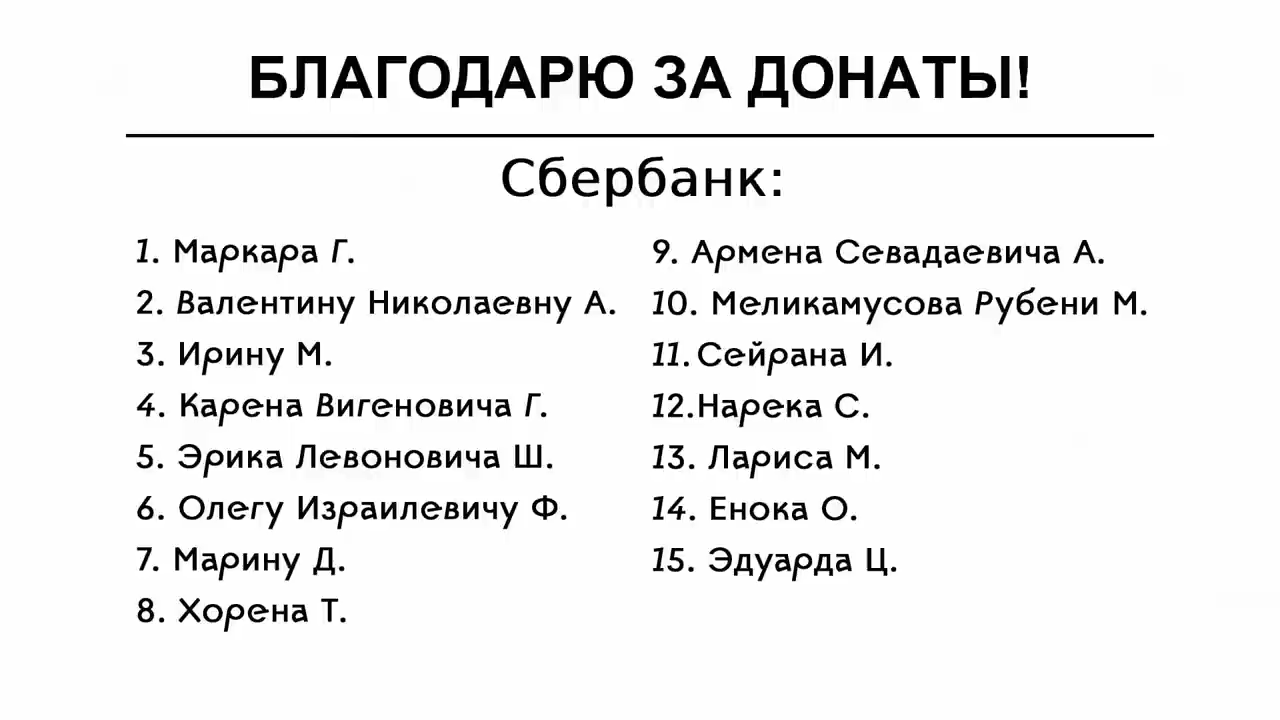 БЛАГОДАРЮ ЗА ДОНАТЫ!
Сбербанк:
1. Маркара Г.
2. Валентину Николаевну А.
3. Ирину М.
4. Карена Вигеновича Г.
5. Эрика Левоновича Ш.
6. Олегу Израилевичу Ф.
7. Марину Д.
8. Хорена Т.
9. Армена Севадаевича А.
10. Меликамусова Рубени М.
11. Сейрана И.
12.Нарека С.
13. Лариса М.
14. Енока О.
15. Эдуарда Ц.